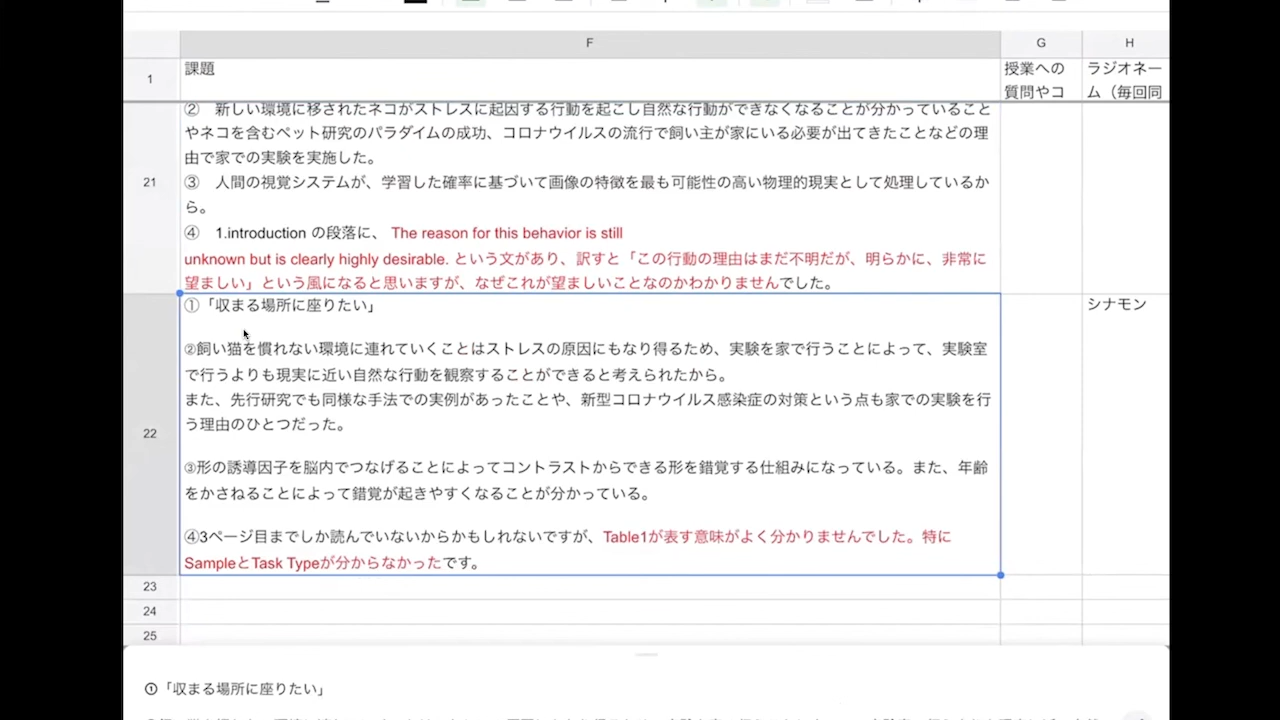 F
G
H
1
課題
授業への
質問やコ
ラジオネー
ム（毎回同
21
② 新しい環境に移されたネコがストレスに起因する行動を起こし自然な行動ができなくなることが分かっていること
やネコを含むペット研究のパラダイムの成功、コロナウイルスの流行で飼い主が家にいる必要が出てきたことなどの理
由で家での実験を実施した。
③ 人間の視覚システムが、学習した確率に基づいて画像の特徴を最も可能性の高い物理的現実として処理しているか
ら。
④ 1.introduction の段落に、 The reason for this behavior is still
unknown but is clearly highly desirable. という文があり、訳すと「この行動の理由はまだ不明だが、明らかに、非常に
望ましい」という風になると思いますが、なぜこれが望ましいことなのかわかりませんでした。
22
①「収まる場所に座りたい」
②飼い猫を慣れない環境に連れていくことはストレスの原因にもなり得るため、実験を家で行うことによって、実験室
で行うよりも現実に近い自然な行動を観察することができると考えられたから。
また、先行研究でも同様な手法での実例があったことや、新型コロナウイルス感染症の対策という点も家での実験を行
う理由のひとつだった。
③形の誘導因子を脳内でつなげることによってコントラストからできる形を錯覚する仕組みになっている。また、年齢
をかさねることによって錯覚が起きやすくなることが分かっている。
④3ページ目までしか読んでいないからかもしれないですが、Table1が表す意味がよく分かりませんでした。特に
SampleとTask Typeが分からなかったです。
シナモン
23
24
25
①「収まる場所に座りたい」